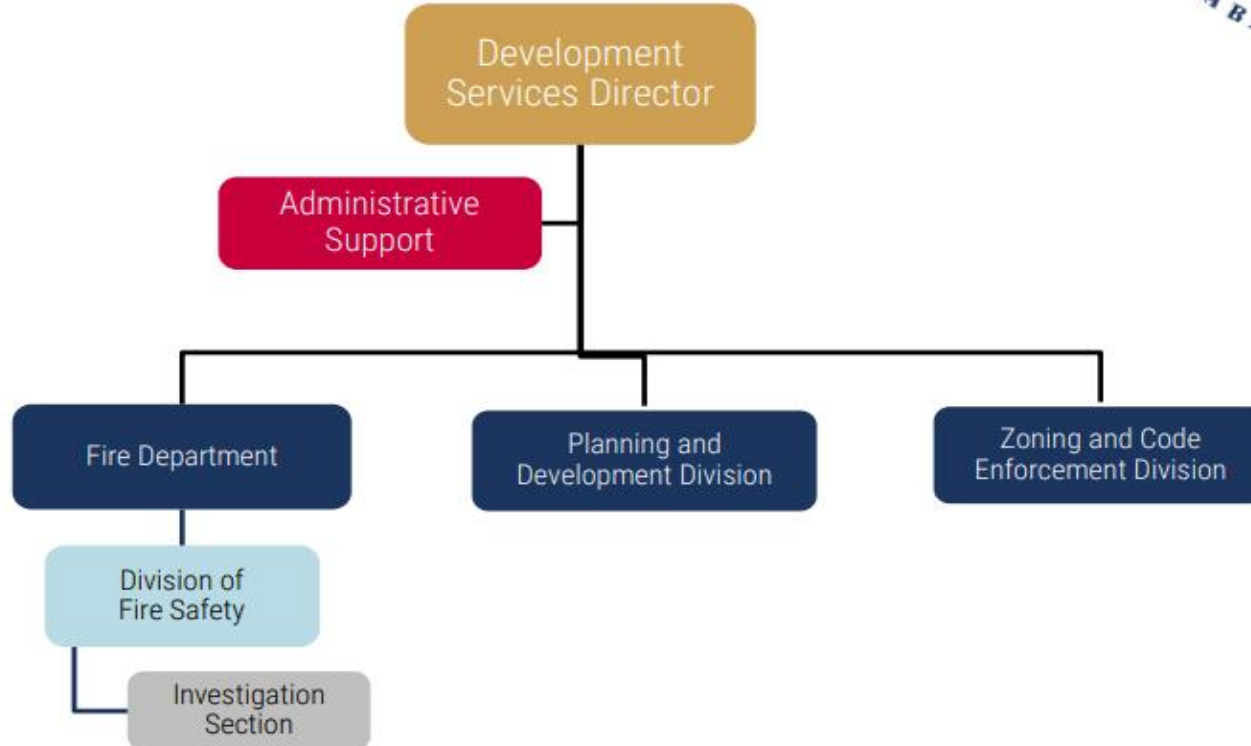 Development
Services Director
Administrative
Support
Fire Department
Planning and
Development Division
Zoning and Code
Enforcement Division
Division of
Fire Safety
Investigation
Section